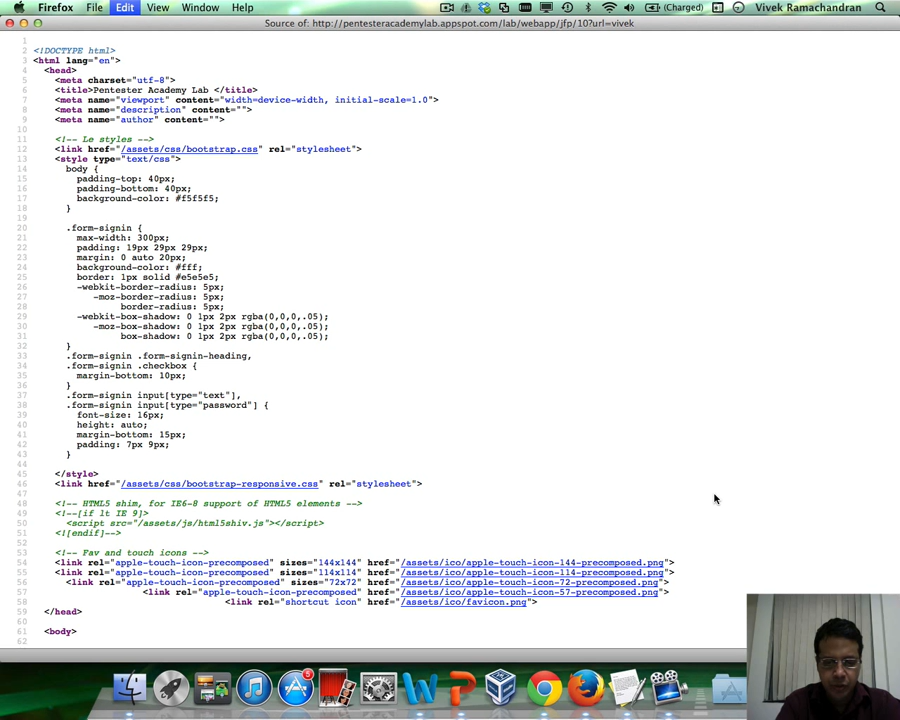 Firefox File Edit View Window Help (Charged) Vivek Ramachandran
Source of: http://pentesteracademylab.appspot.com/lab/webapp/jfp/10?url=vivek
1
2 <!DOCTYPE html>
3 <html lang="en">
4 <head>
5 <meta charset="utf-8">
6 <title>Pentester Academy Lab </title>
7 <meta name="viewport" content="width=device-width, initial-scale=1.0">
8 <meta name="description" content="">
9 <meta name="author" content="">
10
11 <!-- Le styles -->
12 <link href="/assets/css/bootstrap.css" rel="stylesheet">
13 <style type="text/css">
14 body {
15 padding-top: 40px;
16 padding-bottom: 40px;
17 background-color: #f5f5f5;
18 }
19
20 .form-signin {
21 max-width: 300px;
22 padding: 19px 29px 29px;
23 margin: 0 auto 20px;
24 background-color: #fff;
25 border: 1px solid #e5e5e5;
26 -webkit-border-radius: 5px;
27 -moz-border-radius: 5px;
28 border-radius: 5px;
29 -webkit-box-shadow: 0 1px 2px rgba(0,0,0,.05);
30 -moz-box-shadow: 0 1px 2px rgba(0,0,0,.05);
31 box-shadow: 0 1px 2px rgba(0,0,0,.05);
32 }
33 .form-signin .form-signin-heading,
34 .form-signin .checkbox {
35 margin-bottom: 10px;
36 }
37 .form-signin input[type="text"],
38 .form-signin input[type="password"] {
39 font-size: 16px;
40 height: auto;
41 margin-bottom: 15px;
42 padding: 7px 9px;
43 }
44
45 </style>
46 <link href="/assets/css/bootstrap-responsive.css" rel="stylesheet">
47
48 <!-- HTML5 shim, for IE6-8 support of HTML5 elements -->
49 <!--[if lt IE 9]>
50 <script src="/assets/js/html5shiv.js"></script>
51 <![endif]-->
52
53 <!-- Fav and touch icons -->
54 <link rel="apple-touch-icon-precomposed" sizes="144x144" href="/assets/ico/apple-touch-icon-144-precomposed.png">
55 <link rel="apple-touch-icon-precomposed" sizes="114x114" href="/assets/ico/apple-touch-icon-114-precomposed.png">
56 <link rel="apple-touch-icon-precomposed" sizes="72x72" href="/assets/ico/apple-touch-icon-72-precomposed.png">
57 <link rel="apple-touch-icon-precomposed" href="/assets/ico/apple-touch-icon-57-precomposed.png">
58 <link rel="shortcut icon" href="/assets/ico/favicon.png">
59 </head>
60
61 <body>
62